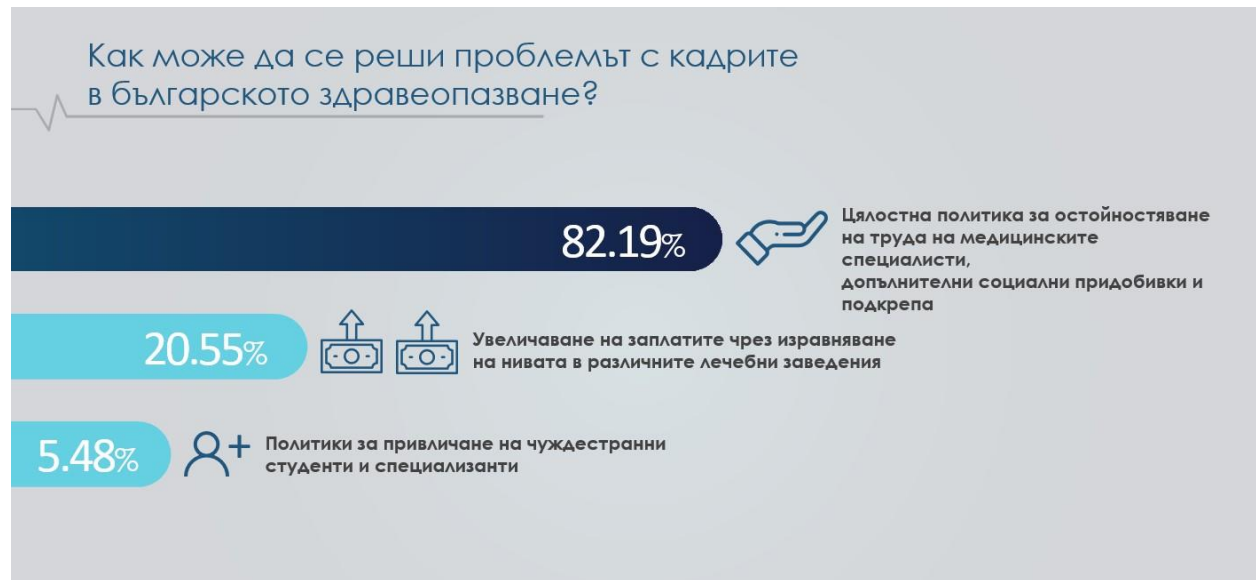 Как може да се реши проблемът с кадрите
в българското здравеопазване?
82.19%
Цялостна политика за остойностяване
на труда на медицинските
специалисти,
допълнителни социални придобивки и
подкрепа
20.55%
Увеличаване на заплатите чрез изравняване
на нивата в различните лечебни заведения
5.48%
Политики за привличане на чуждестранни
студенти и специализанти